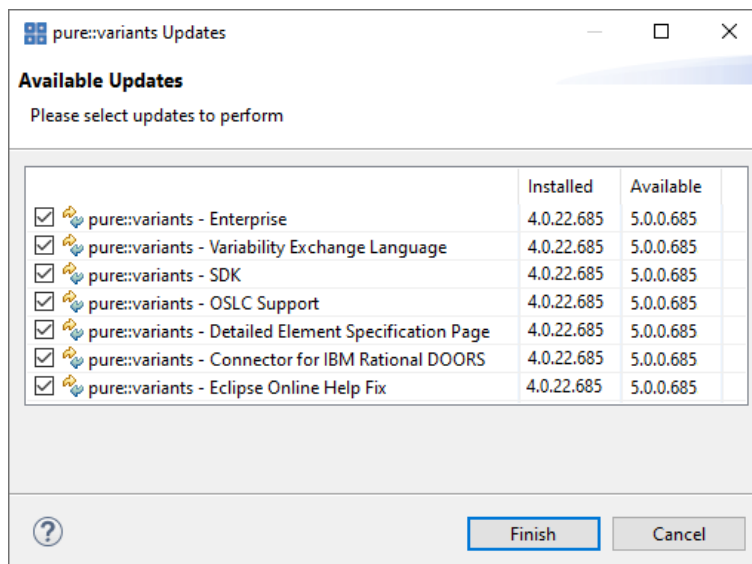 pure::variants Updates
Available Updates
Please select updates to perform
Installed Available
pure::variants - Enterprise 4.0.22.685 5.0.0.685
pure::variants - Variability Exchange Language 4.0.22.685 5.0.0.685
pure::variants - SDK 4.0.22.685 5.0.0.685
pure::variants - OSLC Support 4.0.22.685 5.0.0.685
pure::variants - Detailed Element Specification Page 4.0.22.685 5.0.0.685
pure::variants - Connector for IBM Rational DOORS 4.0.22.685 5.0.0.685
pure::variants - Eclipse Online Help Fix 4.0.22.685 5.0.0.685
? Finish Cancel